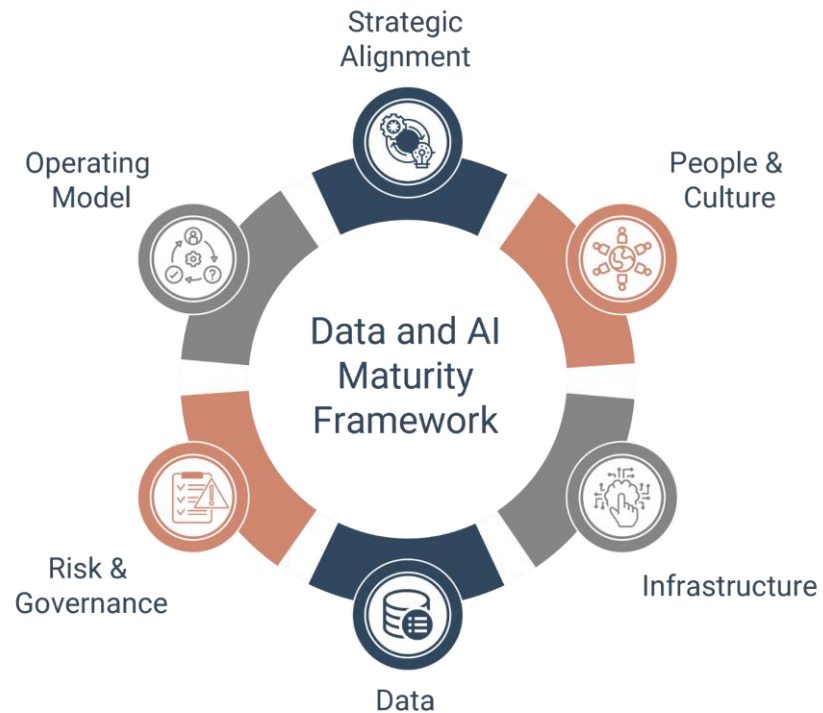 Strategic
Alignment
People &
Culture
Infrastructure
Data
Risk &
Governance
Operating
Model
Data and AI
Maturity
Framework